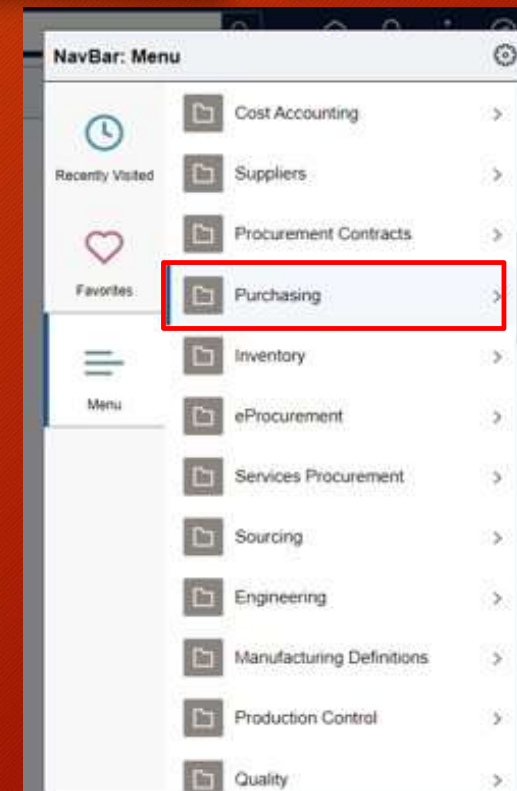 NavBar: Menu
Recently Visited
Favorites
Menu
Cost Accounting
Suppliers
Procurement Contracts
Purchasing
Inventory
eProcurement
Services Procurement
Sourcing
Engineering
Manufacturing Definitions
Production Control
Quality